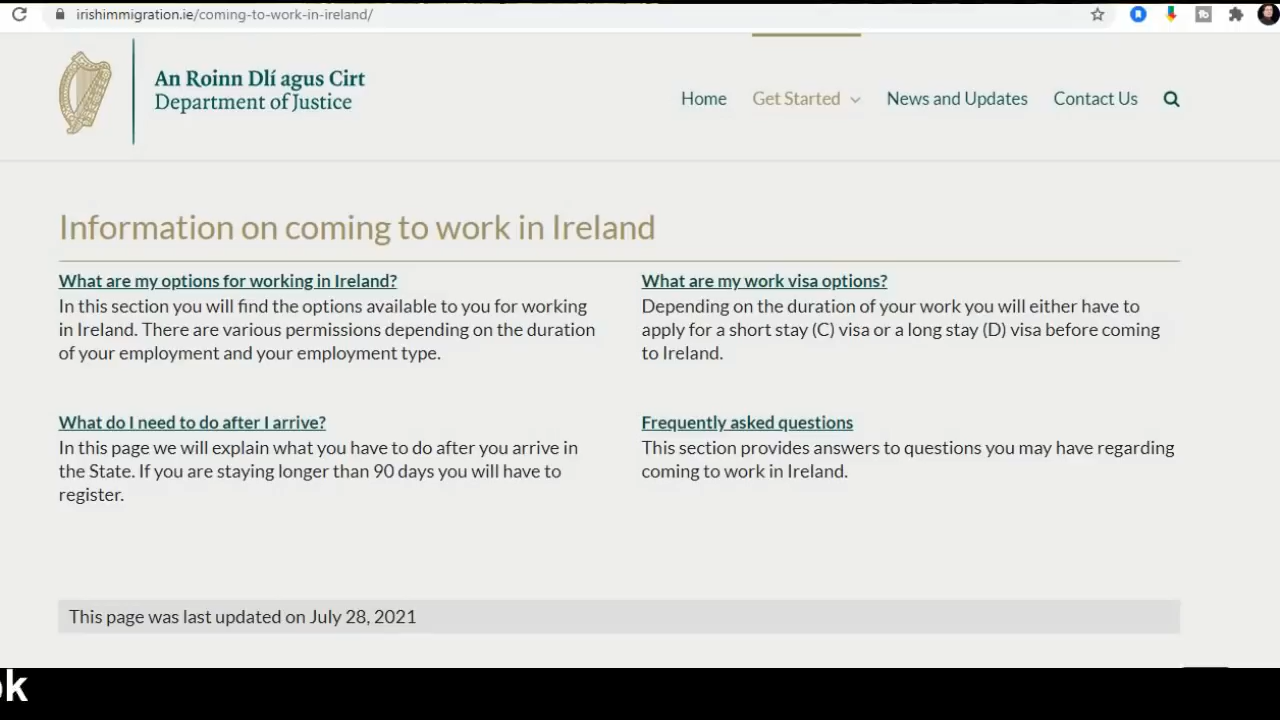 irishimmigration.ie/coming-to-work-in-ireland/
An Roinn Dlí agus Cirt
Department of Justice
Home
Get Started
News and Updates
Contact Us
Information on coming to work in Ireland
What are my options for working in Ireland?
In this section you will find the options available to you for working
in Ireland. There are various permissions depending on the duration
of your employment and your employment type.
What are my work visa options?
Depending on the duration of your work you will either have to
apply for a short stay (C) visa or a long stay (D) visa before coming
to Ireland.
What do I need to do after I arrive?
In this page we will explain what you have to do after you arrive in
the State. If you are staying longer than 90 days you will have to
register.
Frequently asked questions
This section provides answers to questions you may have regarding
coming to work in Ireland.
This page was last updated on July 28, 2021